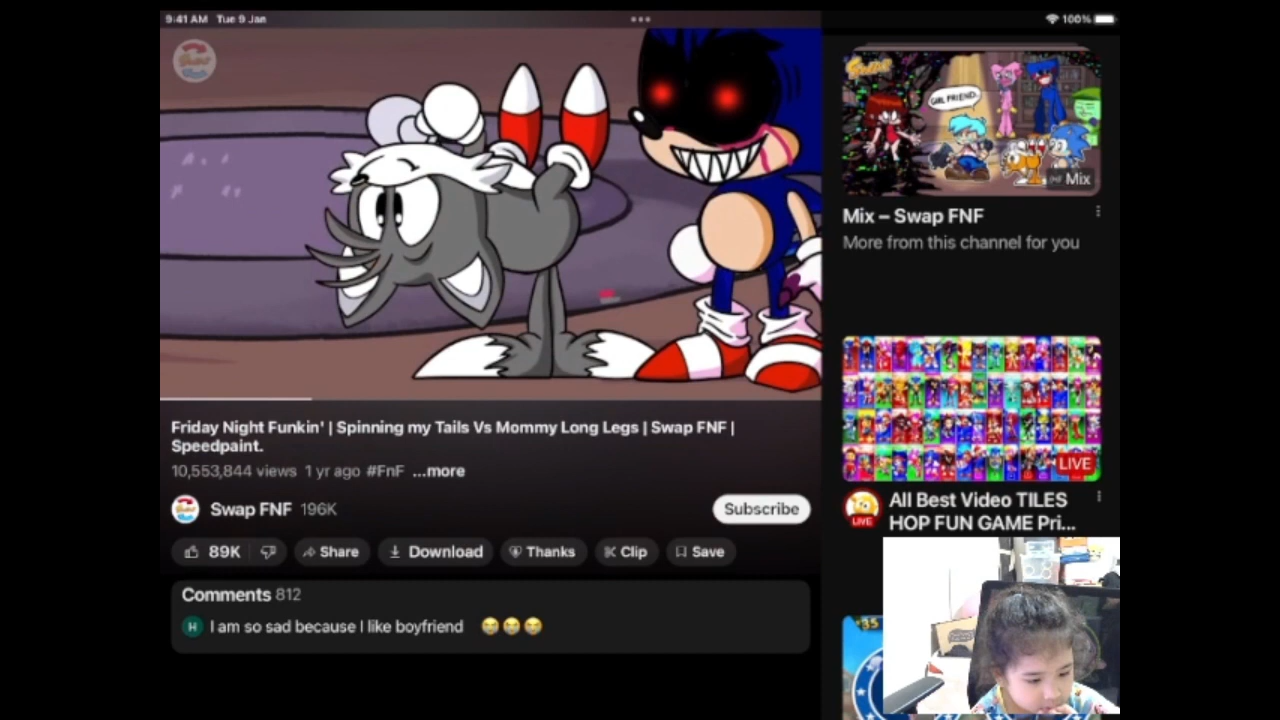 9:41 AM Tue 9 Jan
100%
GIRL FRIEND.
Mix
Mix – Swap FNF
More from this channel for you
LIVE
All Best Video TILES
HOP FUN GAME Pri...
LIVE
Friday Night Funkin' | Spinning my Tails Vs Mommy Long Legs | Swap FNF |
Speedpaint.
10,553,844 views 1 yr ago #FnF ...more
Swap FNF 196K
Subscribe
89K Share Download Thanks Clip Save
Comments 812
H I am so sad because I like boyfriend 😭😭😭